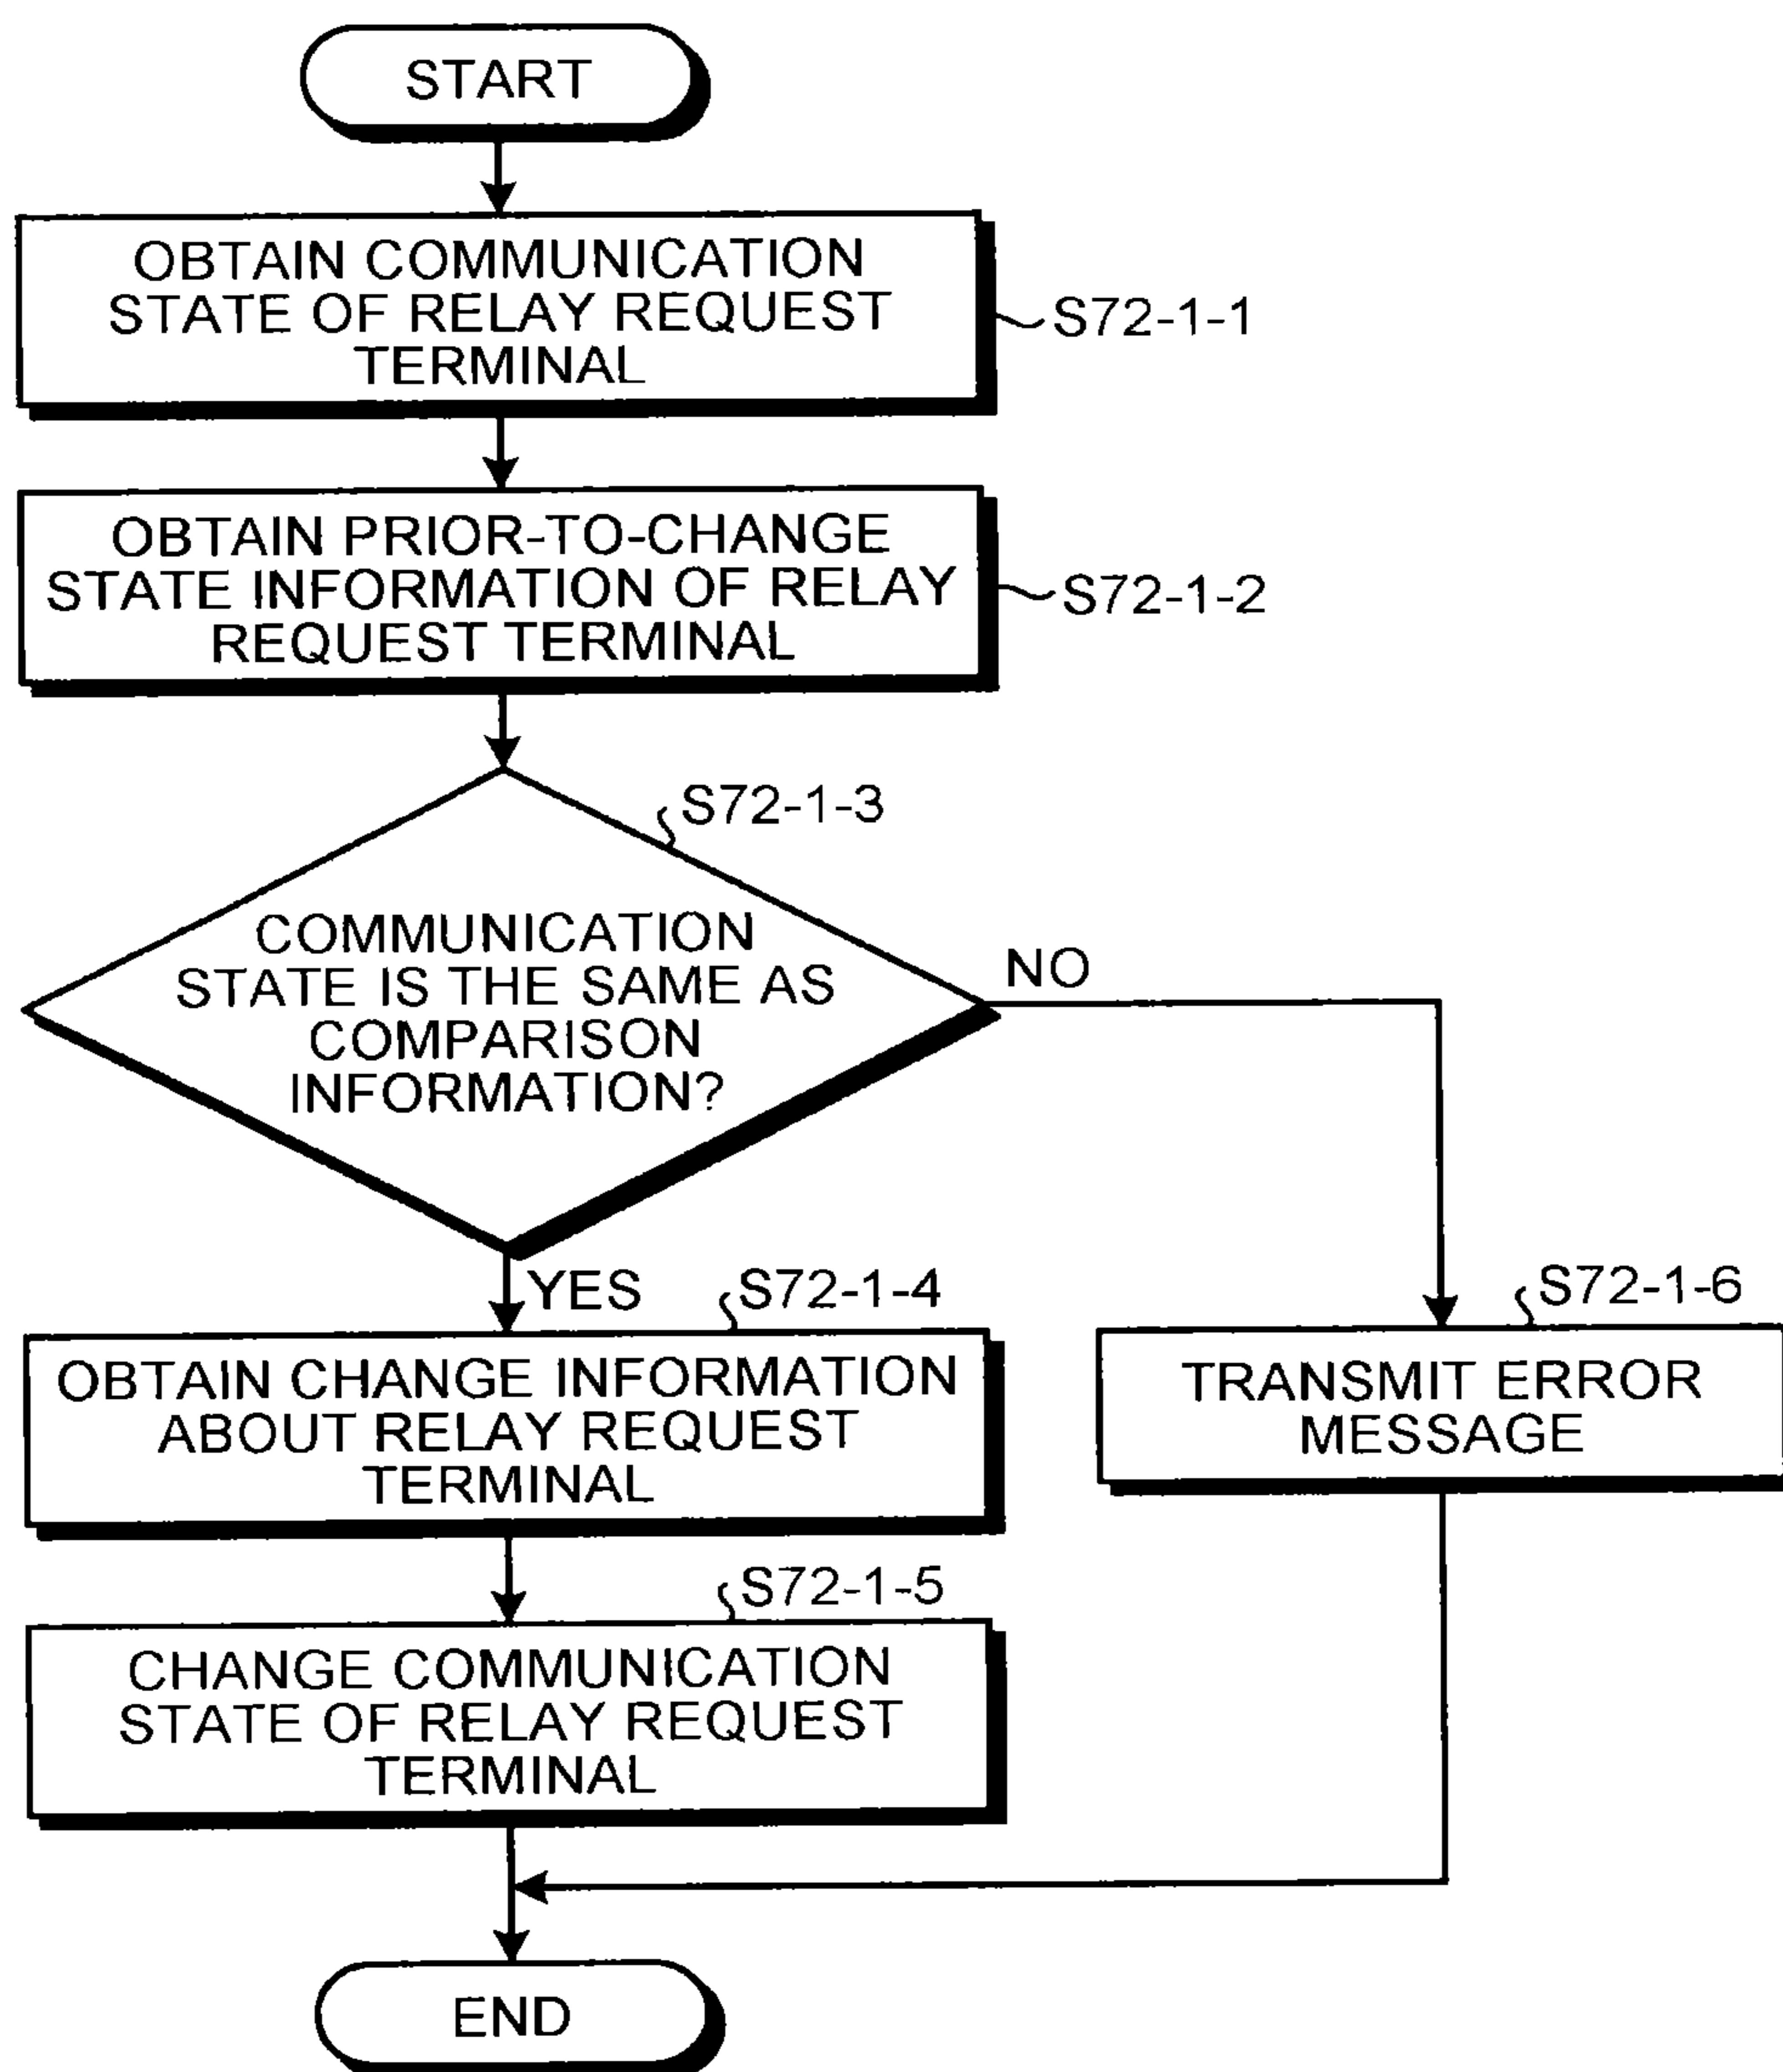 START
OBTAIN COMMUNICATION
STATE OF RELAY REQUEST
TERMINAL
S72-1-1
OBTAIN PRIOR-TO-CHANGE
STATE INFORMATION OF RELAY
REQUEST TERMINAL
S72-1-2
S72-1-3
COMMUNICATION
STATE IS THE SAME AS
COMPARISON
INFORMATION?
NO
YES
S72-1-4
OBTAIN CHANGE INFORMATION
ABOUT RELAY REQUEST
TERMINAL
S72-1-6
TRANSMIT ERROR
MESSAGE
S72-1-5
CHANGE COMMUNICATION
STATE OF RELAY REQUEST
TERMINAL
END